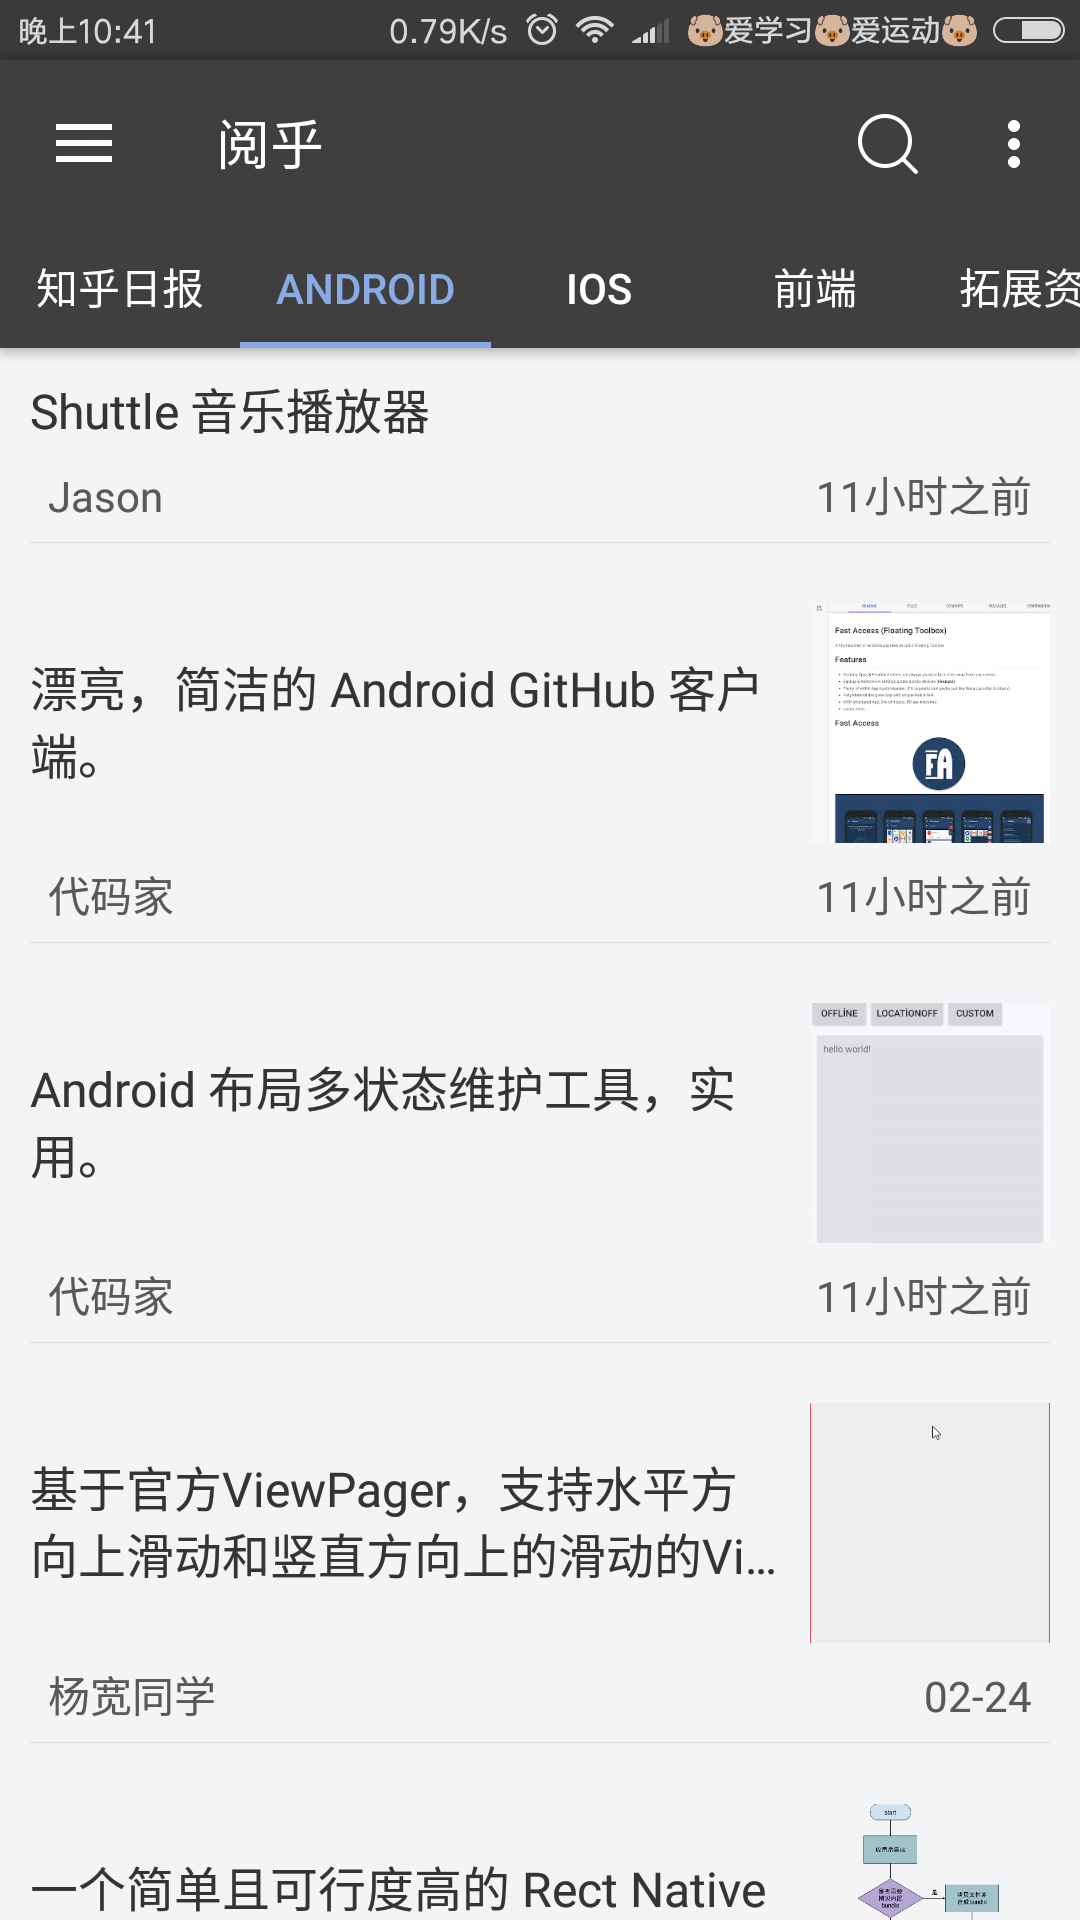 晚上10:41 0.79K/s 🐷爱学习🐷爱运动🐷
阅乎
知乎日报 ANDROID IOS 前端 拓展资
Shuttle 音乐播放器
Jason 11小时之前
漂亮，简洁的 Android GitHub 客户
端。
Fast Access (Floating Toolbox)
Features
Fast Access
FA
代码家 11小时之前
OFFLİNE LOCATİONOFF CUSTOM
hello world!
Android 布局多状态维护工具，实
用。
代码家 11小时之前
基于官方ViewPager，支持水平方
向上滑动和竖直方向上的滑动的Vi...
杨宽同学 02-24
start
一个简单且可行度高的 Rect Native